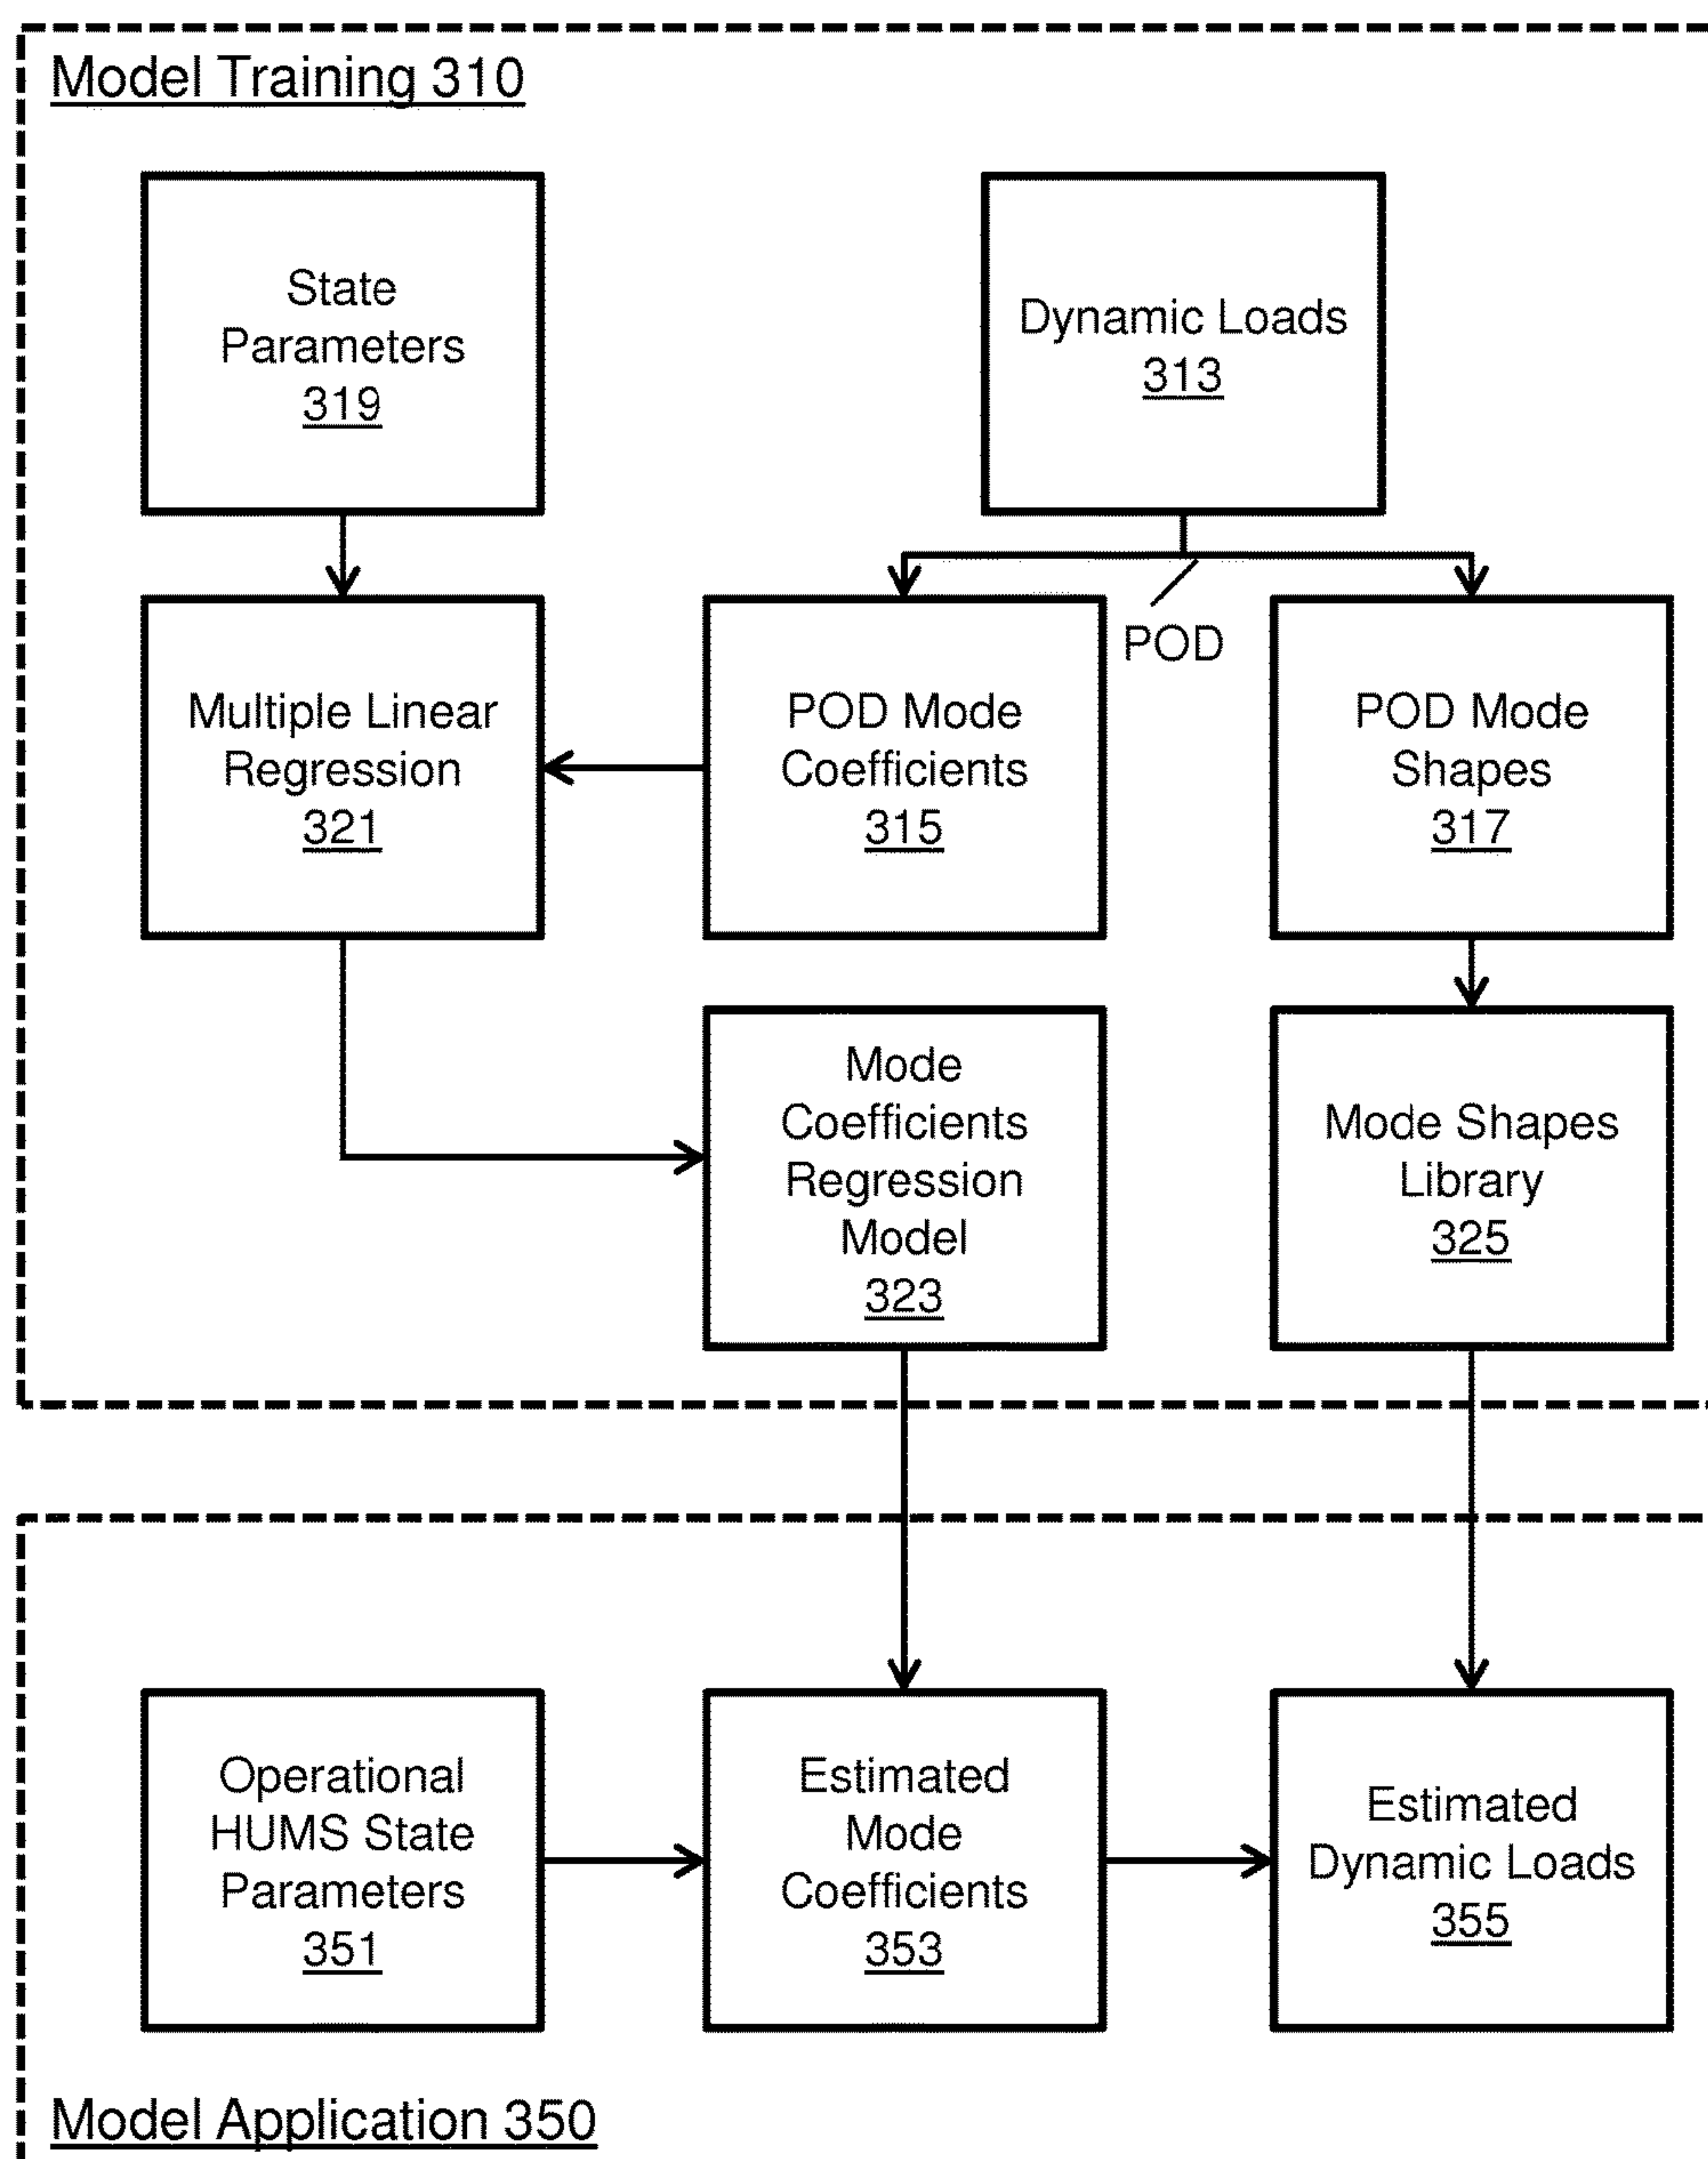 Model Training 310
State
Parameters
319
Dynamic Loads
313
POD
Multiple Linear
Regression
321
POD Mode
Coefficients
315
POD Mode
Shapes
317
Mode
Coefficients
Regression
Model
323
Mode Shapes
Library
325
Operational
HUMS State
Parameters
351
Estimated
Mode
Coefficients
353
Estimated
Dynamic Loads
355
Model Application 350